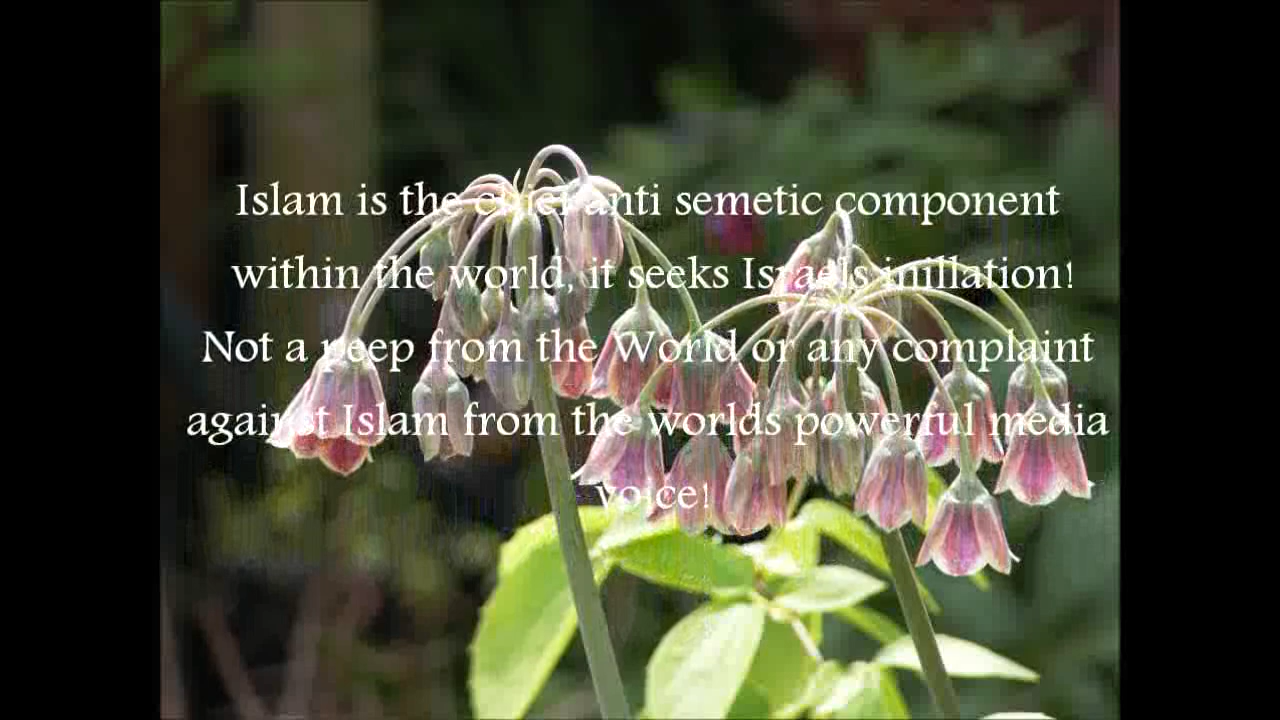 Islam is the chief anti semetic component
within the world, it seeks Israels inillation!
Not a peep from the World or any complaint
against Islam from the worlds powerful media
voice!